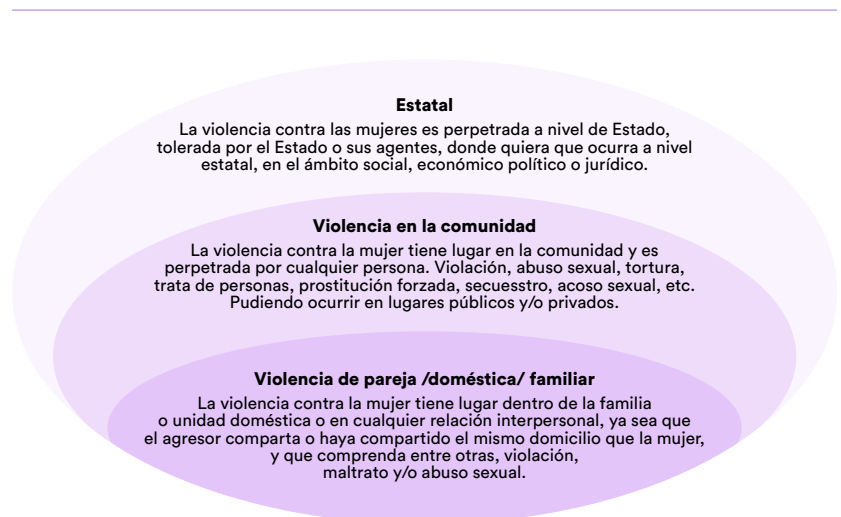 Estatal
La violencia contra las mujeres es perpetrada a nivel de Estado,
tolerada por el Estado o sus agentes, donde quiera que ocurra a nivel
estatal, en el ámbito social, económico político o jurídico.
Violencia en la comunidad
La violencia contra la mujer tiene lugar en la comunidad y es
perpetrada por cualquier persona. Violación, abuso sexual, tortura,
trata de personas, prostitución forzada, secuesstro, acoso sexual, etc.
Pudiendo ocurrir en lugares públicos y/o privados.
Violencia de pareja /doméstica/ familiar
La violencia contra la mujer tiene lugar dentro de la familia
o unidad doméstica o en cualquier relación interpersonal, ya sea que
el agresor comparta o haya compartido el mismo domicilio que la mujer,
y que comprenda entre otras, violación,
maltrato y/o abuso sexual.